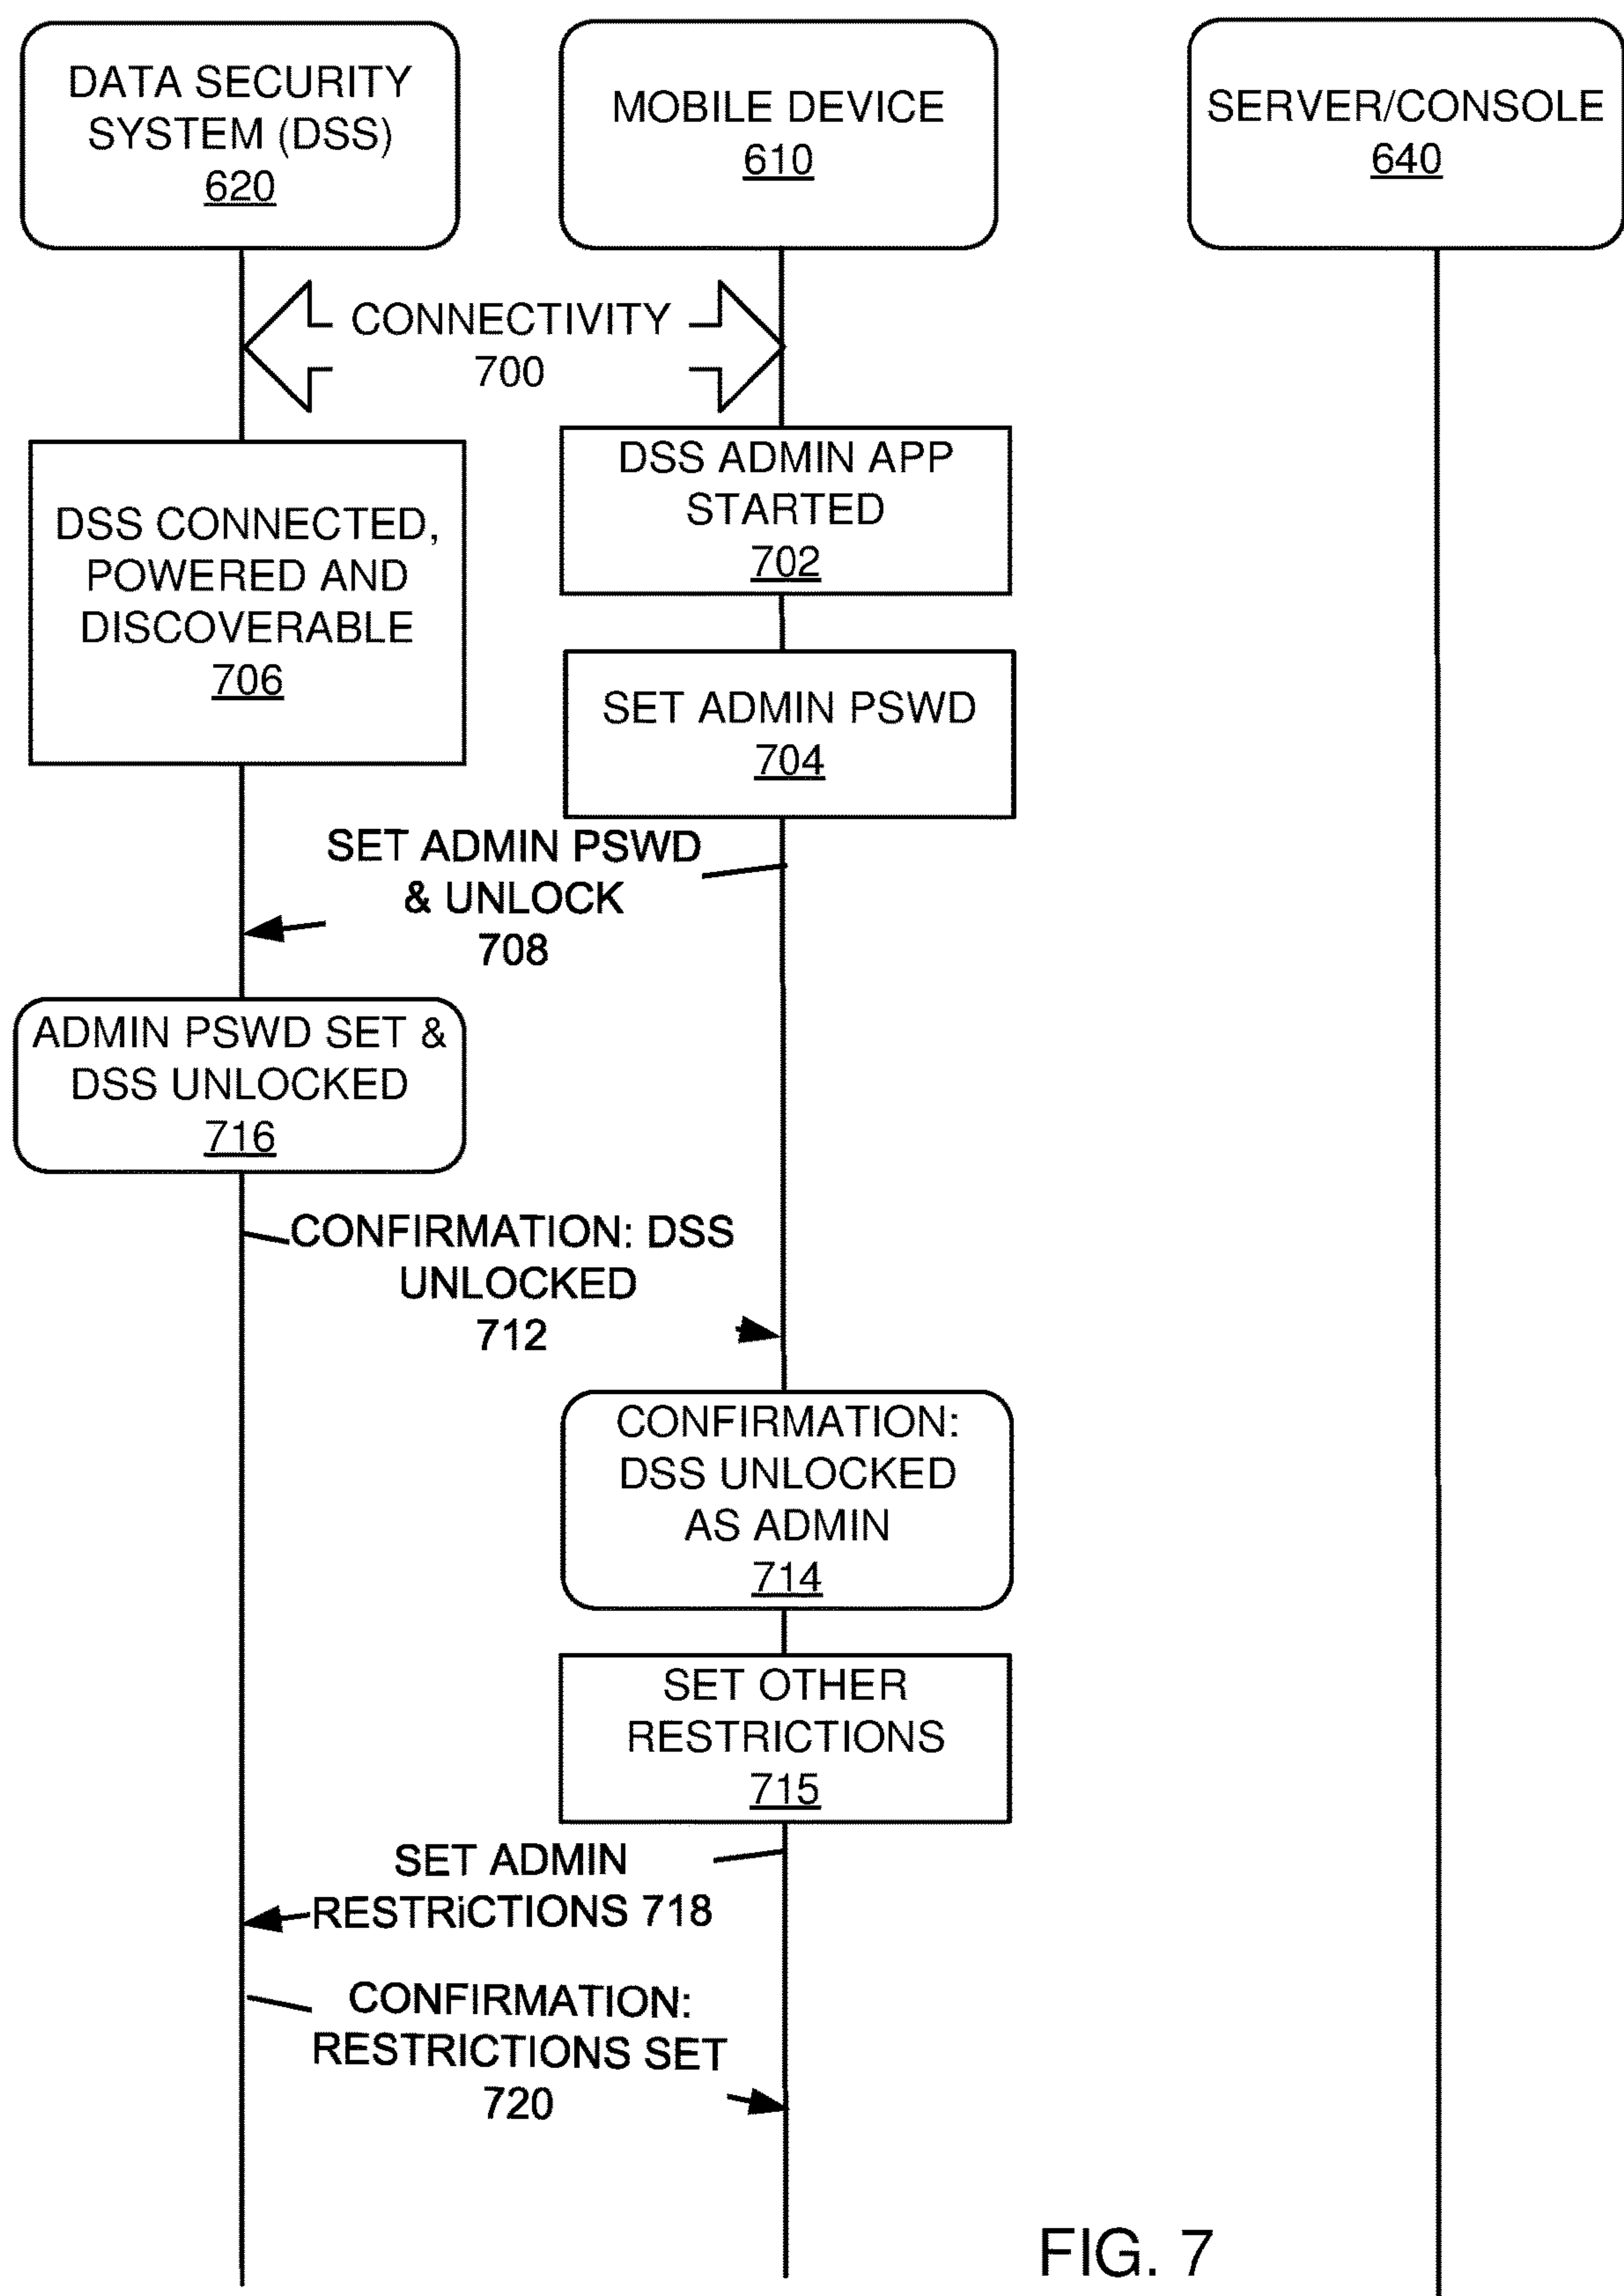 DATA SECURITY
SYSTEM (DSS)
620
MOBILE DEVICE
610
SERVER/CONSOLE
640
CONNECTIVITY
700
DSS ADMIN APP
STARTED
702
DSS CONNECTED,
POWERED AND
DISCOVERABLE
706
SET ADMIN PSWD
704
SET ADMIN PSWD
& UNLOCK
708
ADMIN PSWD SET &
DSS UNLOCKED
716
CONFIRMATION: DSS
UNLOCKED
712
CONFIRMATION:
DSS UNLOCKED
AS ADMIN
714
SET OTHER
RESTRICTIONS
715
SET ADMIN
RESTRiCTIONS 718
CONFIRMATION:
RESTRICTIONS SET
720
FIG. 7